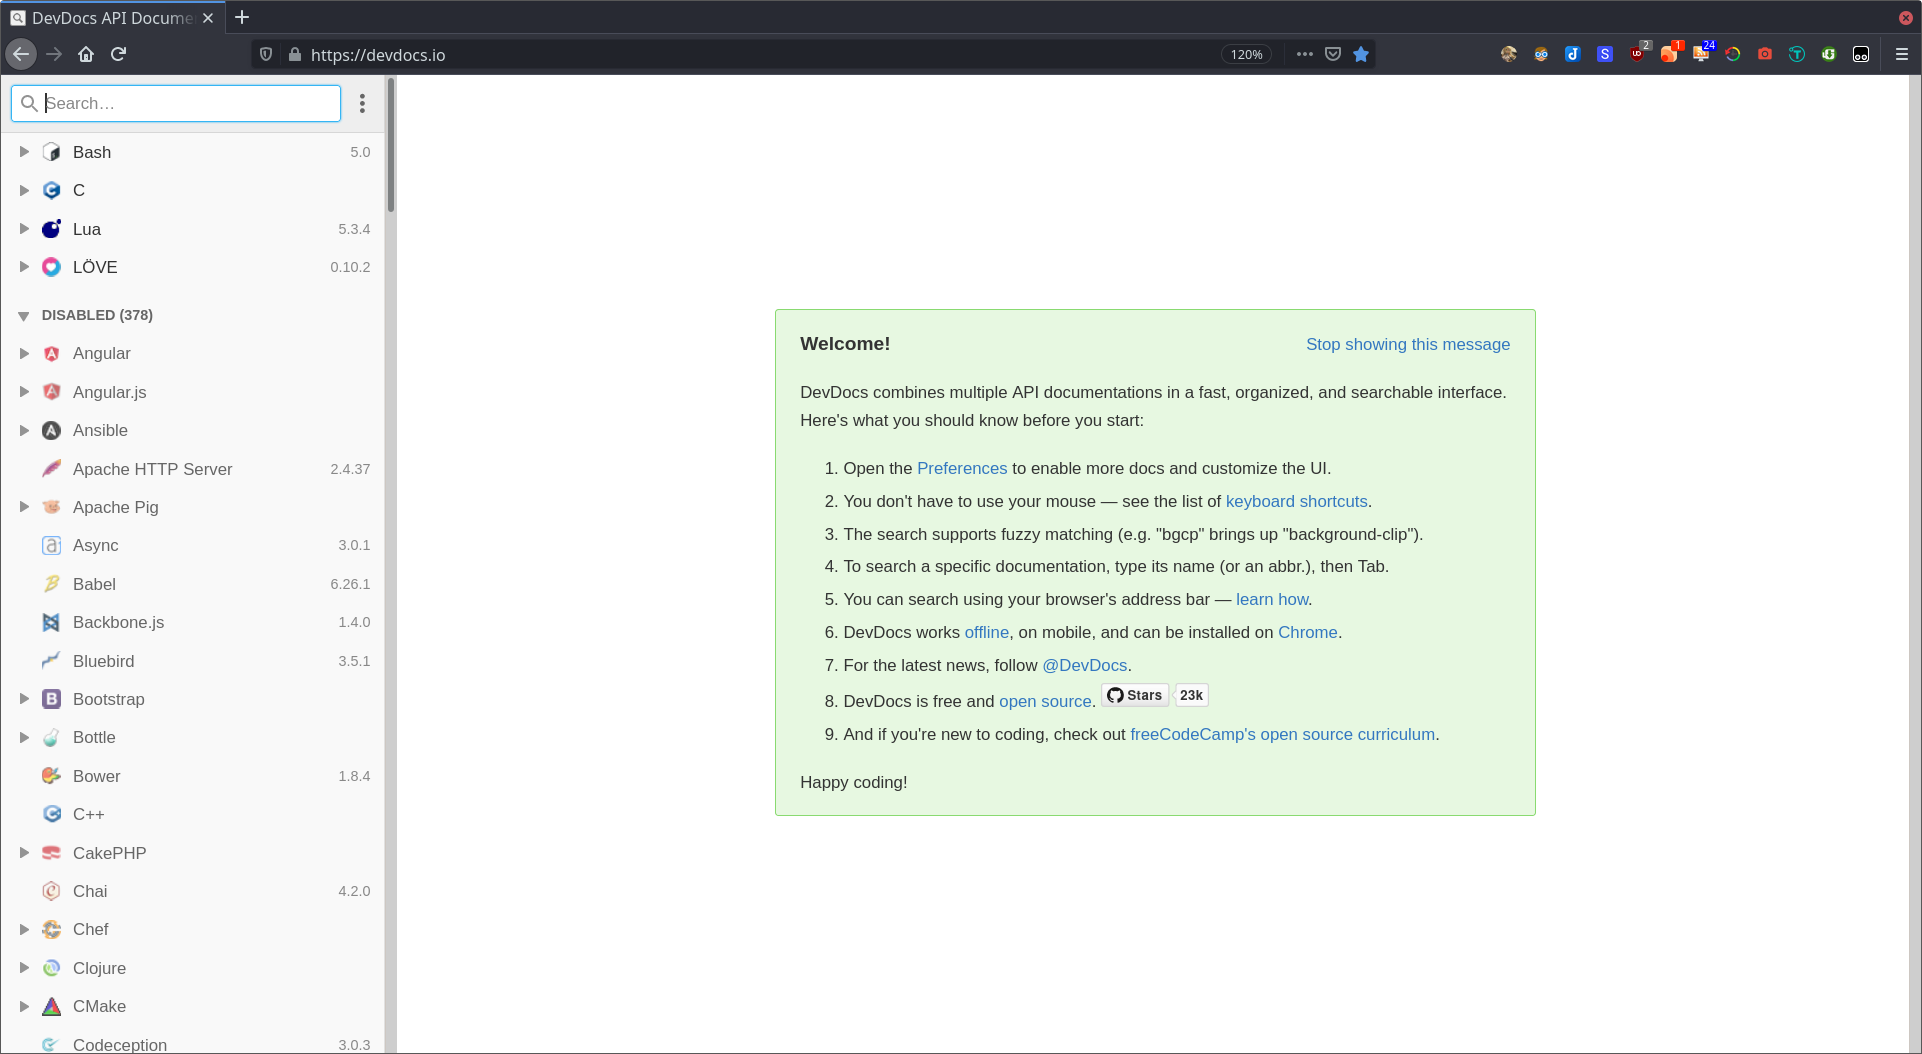 DevDocs API Docume
https://devdocs.io
120%
2
1
24
Search…
Bash 5.0
C
Lua 5.3.4
LÖVE 0.10.2
DISABLED (378)
Angular
Angular.js
Ansible
Apache HTTP Server 2.4.37
Apache Pig
Async 3.0.1
Babel 6.26.1
Backbone.js 1.4.0
Bluebird 3.5.1
Bootstrap
Bottle
Bower 1.8.4
C++
CakePHP
Chai 4.2.0
Chef
Clojure
CMake
Codeception 3.0.3
Welcome! Stop showing this message
DevDocs combines multiple API documentations in a fast, organized, and searchable interface.
Here's what you should know before you start:
1. Open the Preferences to enable more docs and customize the UI.
2. You don't have to use your mouse — see the list of keyboard shortcuts.
3. The search supports fuzzy matching (e.g. "bgcp" brings up "background-clip").
4. To search a specific documentation, type its name (or an abbr.), then Tab.
5. You can search using your browser's address bar — learn how.
6. DevDocs works offline, on mobile, and can be installed on Chrome.
7. For the latest news, follow @DevDocs.
8. DevDocs is free and open source. Stars 23k
9. And if you're new to coding, check out freeCodeCamp's open source curriculum.
Happy coding!